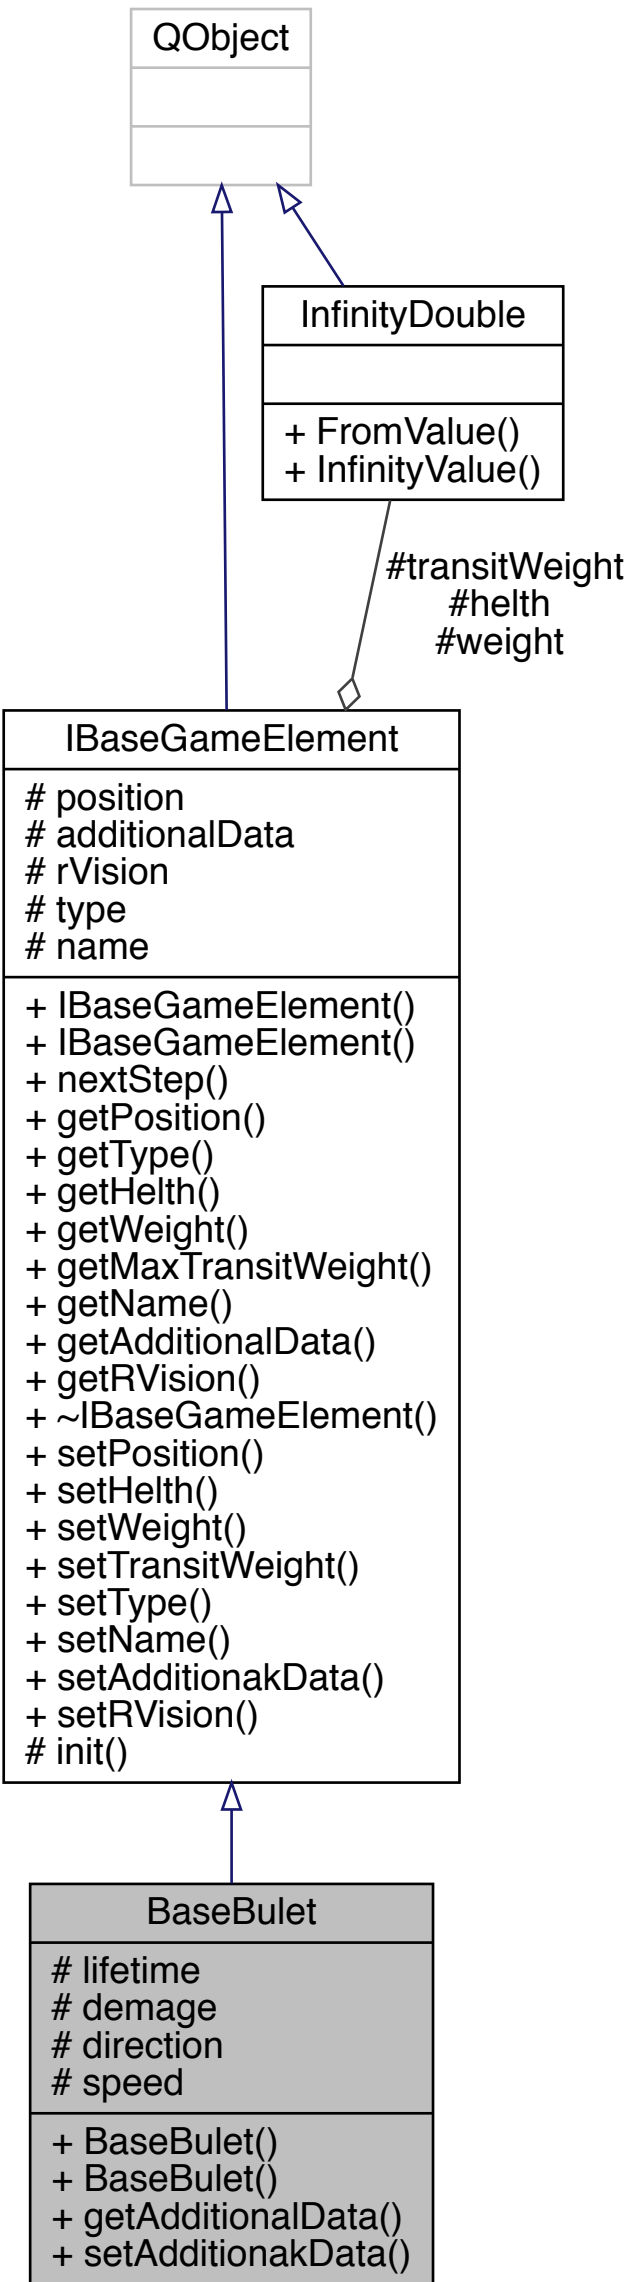 QObject
InfinityDouble
+ FromValue()
+ InfinityValue()
#transitWeight
#helth
#weight
IBaseGameElement
# position
# additionalData
# rVision
# type
# name
+ IBaseGameElement()
+ IBaseGameElement()
+ nextStep()
+ getPosition()
+ getType()
+ getHelth()
+ getWeight()
+ getMaxTransitWeight()
+ getName()
+ getAdditionalData()
+ getRVision()
+ ~IBaseGameElement()
+ setPosition()
+ setHelth()
+ setWeight()
+ setTransitWeight()
+ setType()
+ setName()
+ setAdditionakData()
+ setRVision()
# init()
BaseBulet
# lifetime
# demage
# direction
# speed
+ BaseBulet()
+ BaseBulet()
+ getAdditionalData()
+ setAdditionakData()